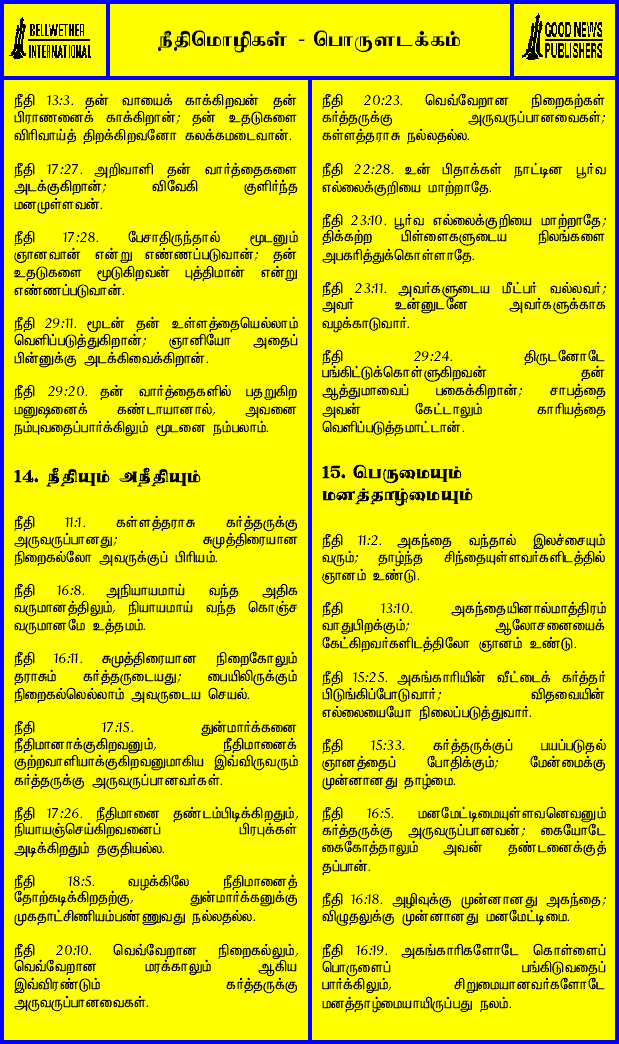 BELLWETHER
INTERNATIONAL
நீதிமொழிகள் - பொருளடக்கம்
GOOD NEWS
PUBLISHERS
நீதி 13:3. தன் வாயைக் காக்கிறவன் தன்
பிராணனைக் காக்கிறான்; தன் உதடுகளை
விரிவாய்த் திறக்கிறவனோ கலக்கமடைவான்.
நீதி 17:27. அறிவாளி தன் வார்த்தைகளை
அடக்குகிறான்; விவேகி குளிர்ந்த
மனமுள்ளவன்.
நீதி 17:28. பேசாதிருந்தால் மூடனும்
ஞானவான் என்று எண்ணப்படுவான்; தன்
உதடுகளை மூடுகிறவன் புத்திமான் என்று
எண்ணப்படுவான்.
நீதி 29:11. மூடன் தன் உள்ளத்தையெல்லாம்
வெளிப்படுத்துகிறான்; ஞானியோ அதைப்
பின்னுக்கு அடக்கிவைக்கிறான்.
நீதி 29:20. தன் வார்த்தைகளில் பதறுகிற
மனுஷனைக் கண்டாயானால், அவனை
நம்புவதைப்பார்க்கிலும் மூடனை நம்பலாம்.
14. நீதியும் அநீதியும்
நீதி 11:1. கள்ளத்தராசு கர்த்தருக்கு
அருவருப்பானது; சுமுத்திரையான
நிறைகல்லோ அவருக்குப் பிரியம்.
நீதி 16:8. அநியாயமாய் வந்த அதிக
வருமானத்திலும், நியாயமாய் வந்த கொஞ்ச
வருமானமே உத்தமம்.
நீதி 16:11. சுமுத்திரையான நிறைகோலும்
தராசும் கர்த்தருடையது; பையிலிருக்கும்
நிறைகல்லெல்லாம் அவருடைய செயல்.
நீதி 17:15. துன்மார்க்கனை
நீதிமானாக்குகிறவனும், நீதிமானைக்
குற்றவாளியாக்குகிறவனுமாகிய இவ்விருவரும்
கர்த்தருக்கு அருவருப்பானவர்கள்.
நீதி 17:26. நீதிமானை தண்டம்பிடிக்கிறதும்,
நியாயஞ்செய்கிறவனைப் பிரபுக்கள்
அடிக்கிறதும் தகுதியல்ல.
நீதி 18:5. வழக்கிலே நீதிமானைத்
தோற்கடிக்கிறதற்கு, துன்மார்க்கனுக்கு
முகதாட்சிணியம்பண்ணுவது நல்லதல்ல.
நீதி 20:10. வெவ்வேறான நிறைகல்லும்,
வெவ்வேறான மரக்காலும் ஆகிய
இவ்விரண்டும் கர்த்தருக்கு
அருவருப்பானவைகள்.
நீதி 20:23. வெவ்வேறான நிறைகற்கள்
கர்த்தருக்கு அருவருப்பானவைகள்;
கள்ளத்தராசு நல்லதல்ல.
நீதி 22:28. உன் பிதாக்கள் நாட்டின பூர்வ
எல்லைக்குறியை மாற்றாதே.
நீதி 23:10. பூர்வ எல்லைக்குறியை மாற்றாதே;
திக்கற்ற பிள்ளைகளுடைய நிலங்களை
அபகரித்துக்கொள்ளாதே.
நீதி 23:11. அவர்களுடைய மீட்பர் வல்லவர்;
அவர் உன்னுடனே அவர்களுக்காக
வழக்காடுவார்.
நீதி 29:24. திருடனோடே
பங்கிட்டுக்கொள்ளுகிறவன் தன்
ஆத்துமாவைப் பகைக்கிறான்; சாபத்தை
அவன் கேட்டாலும் காரியத்தை
வெளிப்படுத்தமாட்டான்.
15. பெருமையும்
மனத்தாழ்மையும்
நீதி 11:2. அகந்தை வந்தால் இலச்சையும்
வரும்; தாழ்ந்த சிந்தையுள்ளவர்களிடத்தில்
ஞானம் உண்டு.
நீதி 13:10. அகந்தையினால்மாத்திரம்
வாதுபிறக்கும்; ஆலோசனையைக்
கேட்கிறவர்களிடத்திலோ ஞானம் உண்டு.
நீதி 15:25. அகங்காரியின் வீட்டைக் கர்த்தர்
பிடுங்கிப்போடுவார்; விதவையின்
எல்லையையோ நிலைப்படுத்துவார்.
நீதி 15:33. கர்த்தருக்குப் பயப்படுதல்
ஞானத்தைப் போதிக்கும்; மேன்மைக்கு
முன்னானது தாழ்மை.
நீதி 16:5. மனமேட்டிமையுள்ளவனெவனும்
கர்த்தருக்கு அருவருப்பானவன்; கையோடே
கைகோத்தாலும் அவன் தண்டனைக்குத்
தப்பான்.
நீதி 16:18. அழிவுக்கு முன்னானது அகந்தை;
விழுதலுக்கு முன்னானது மனமேட்டிமை.
நீதி 16:19. அகங்காரிகளோடே கொள்ளைப்
பொருளைப் பங்கிடுவதைப்
பார்க்கிலும், சிறுமையானவர்களோடே
மனத்தாழ்மையாயிருப்பது நலம்.